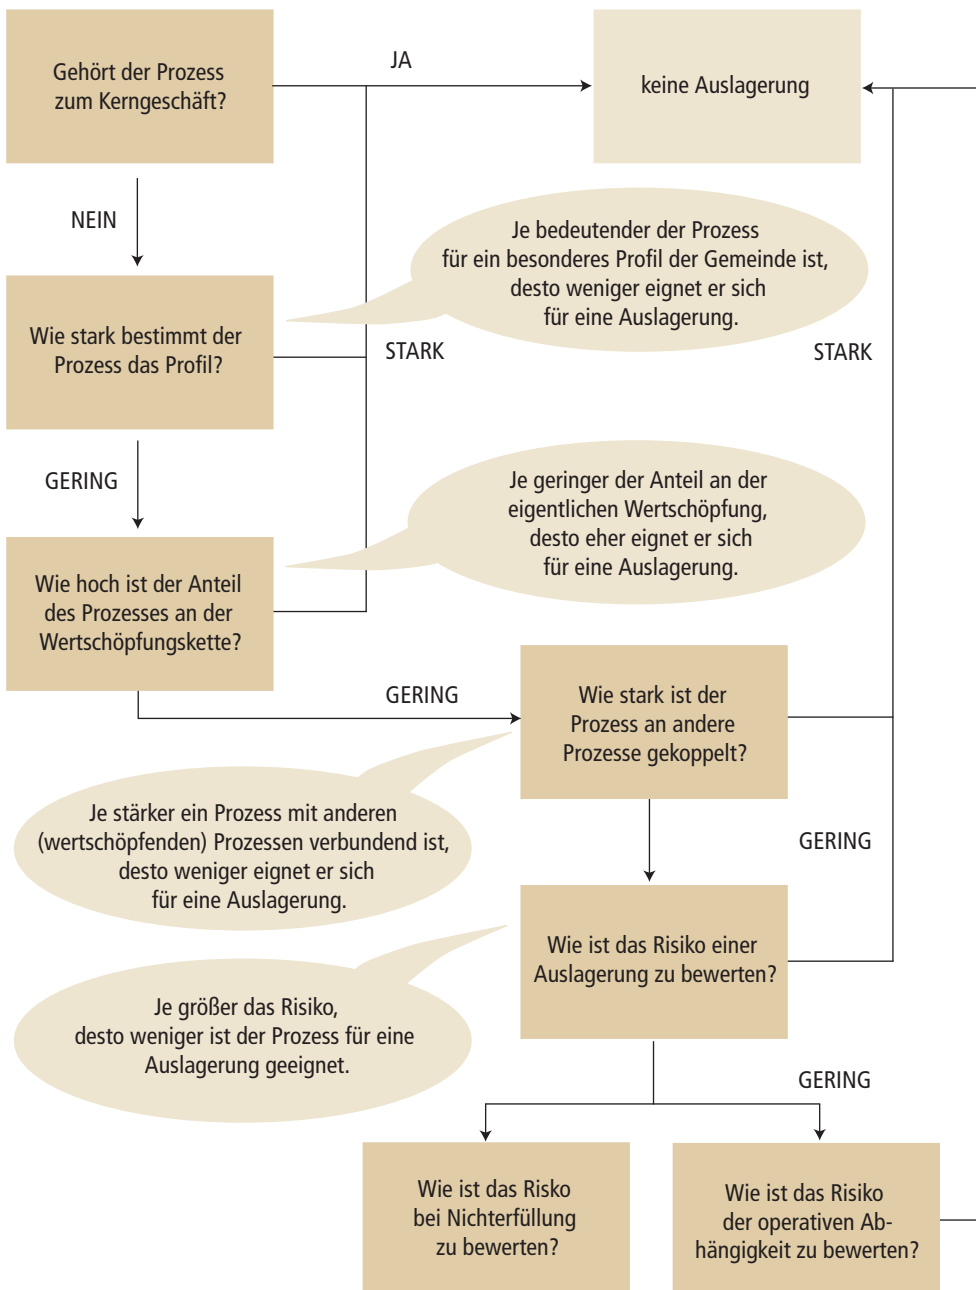 Gehört der Prozess
zum Kerngeschäft?
JA
keine Auslagerung
NEIN
Je bedeutender der Prozess
für ein besonderes Profil der Gemeinde ist,
desto weniger eignet er sich
für eine Auslagerung.
Wie stark bestimmt der
Prozess das Profil?
STARK
STARK
GERING
Je geringer der Anteil an der
eigentlichen Wertschöpfung,
desto eher eignet er sich
für eine Auslagerung.
Wie hoch ist der Anteil
des Prozesses an der
Wertschöpfungskette?
GERING
Wie stark ist der
Prozess an andere
Prozesse gekoppelt?
Je stärker ein Prozess mit anderen
(wertschöpfenden) Prozessen verbundend ist,
desto weniger eignet er sich
für eine Auslagerung.
GERING
Wie ist das Risiko einer
Auslagerung zu bewerten?
Je größer das Risiko,
desto weniger ist der Prozess für eine
Auslagerung geeignet.
GERING
Wie ist das Risko
bei Nichterfüllung
zu bewerten?
Wie ist das Risiko
der operativen Ab-
hängigkeit zu bewerten?